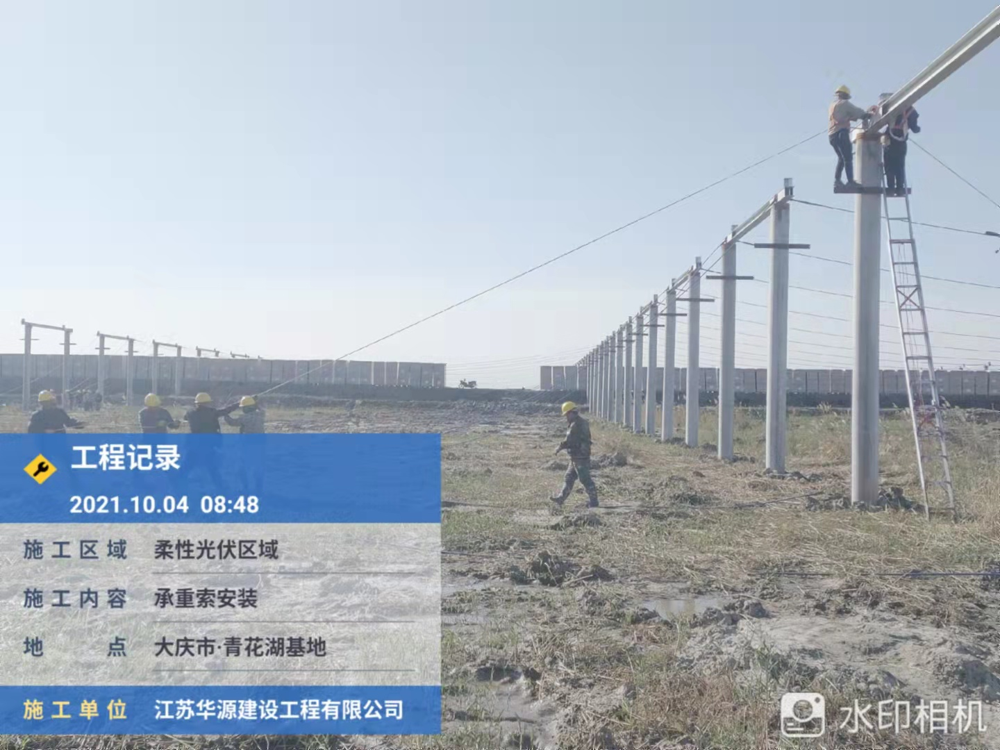 工程记录
2021.10.04 08:48
施工区域 柔性光伏区域
施工内容 承重索安装
地点 大庆市·青花湖基地
施工单位 江苏华源建设工程有限公司
水印相机